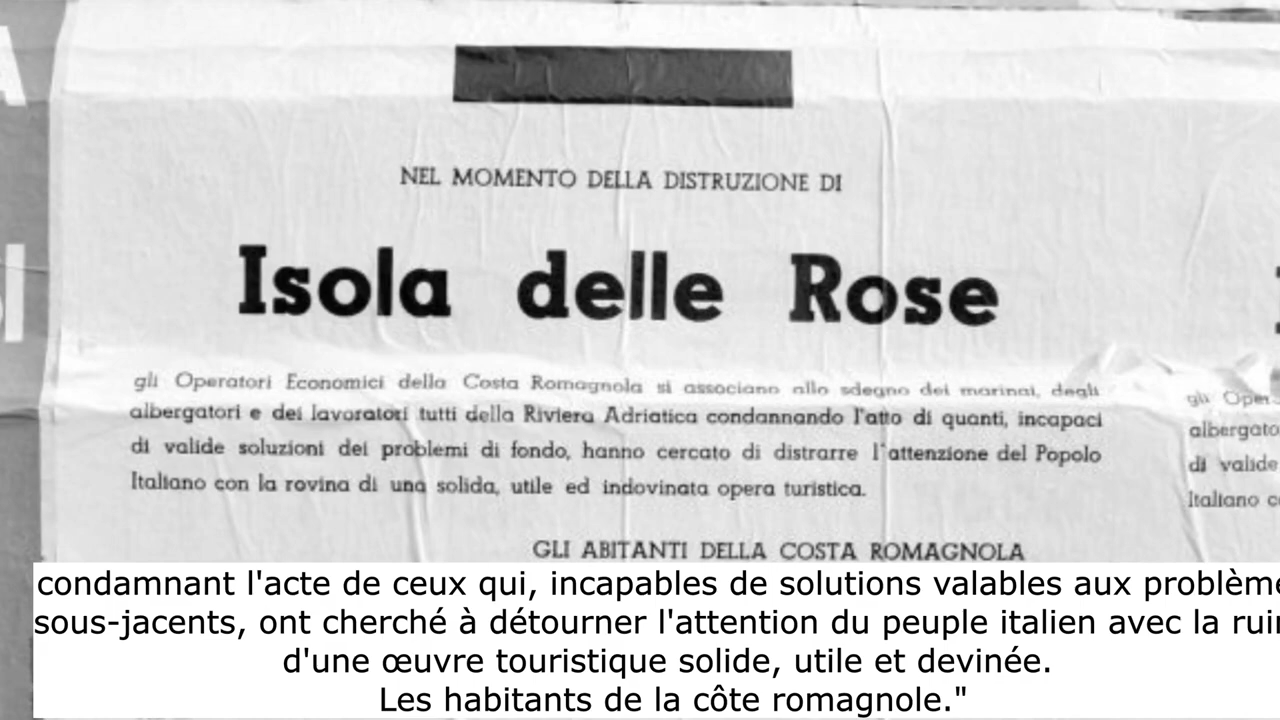 A
NEL MOMENTO DELLA DISTRUZIONE DI
Isola delle Rose
gli Operatori Economici della Costa Romagnola si associano allo sdegno dei marinai, degli
albergatori e dei lavoratori tutti della Riviera Adriatica condannando l'atto di quanti, incapaci
di valide soluzioni dei problemi di fondo, hanno cercato di distrarre l'attenzione del Popolo
Italiano con la rovina di una solida, utile ed indovinata opera turistica.
GLI ABITANTI DELLA COSTA ROMAGNOLA
gli
di valide
Italiano
condamnant l'acte de ceux qui, incapables de solutions valables aux
sous-jacents, ont cherché à détourner l'attention du peuple italien avec la
d'une œuvre touristique solide, utile et devinée.
Les habitants de la côte romagnole."